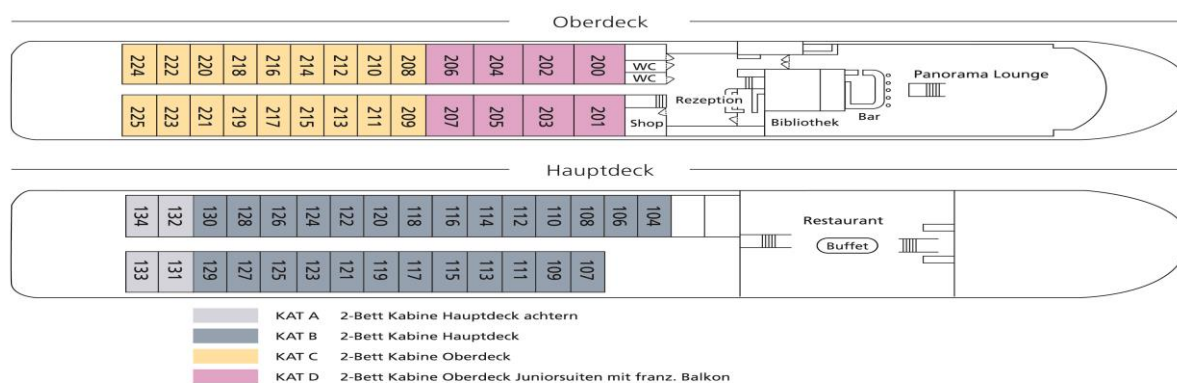 Oberdeck
224 222 220 218 216 214 212 210 208 206 204 202 200
WC
WC
Rezeption
Panorama Lounge
225 223 221 219 217 215 213 211 209 207 205 203 201
Shop
Bibliothek
Bar
Hauptdeck
134 132 130 128 126 124 122 120 118 116 114 112 110 108 106 104
Restaurant
Buffet
133 131 129 127 125 123 121 119 117 115 113 111 109 107
KAT A 2-Bett Kabine Hauptdeck achtern
KAT B 2-Bett Kabine Hauptdeck
KAT C 2-Bett Kabine Oberdeck
KAT D 2-Bett Kabine Oberdeck Juniorsuiten mit franz. Balkon